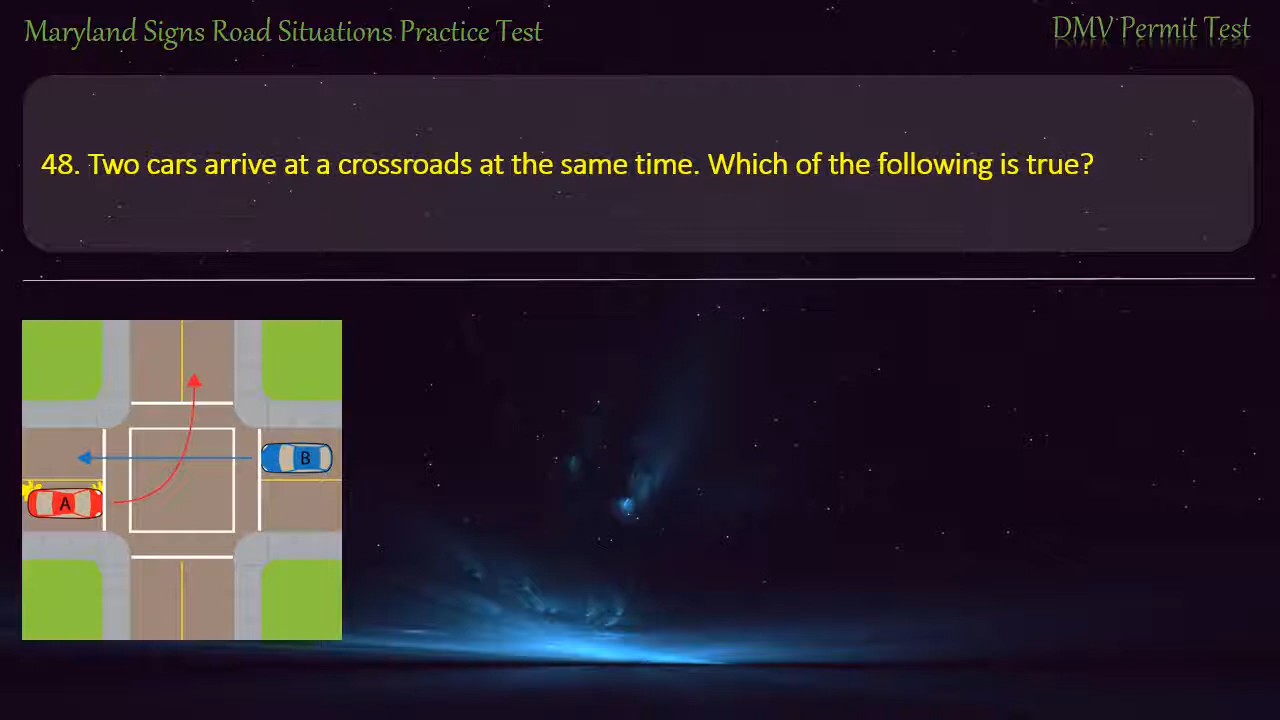 Maryland Signs Road Situations Practice Test
DMV Permit Test
48. Two cars arrive at a crossroads at the same time. Which of the following is true?
B
A